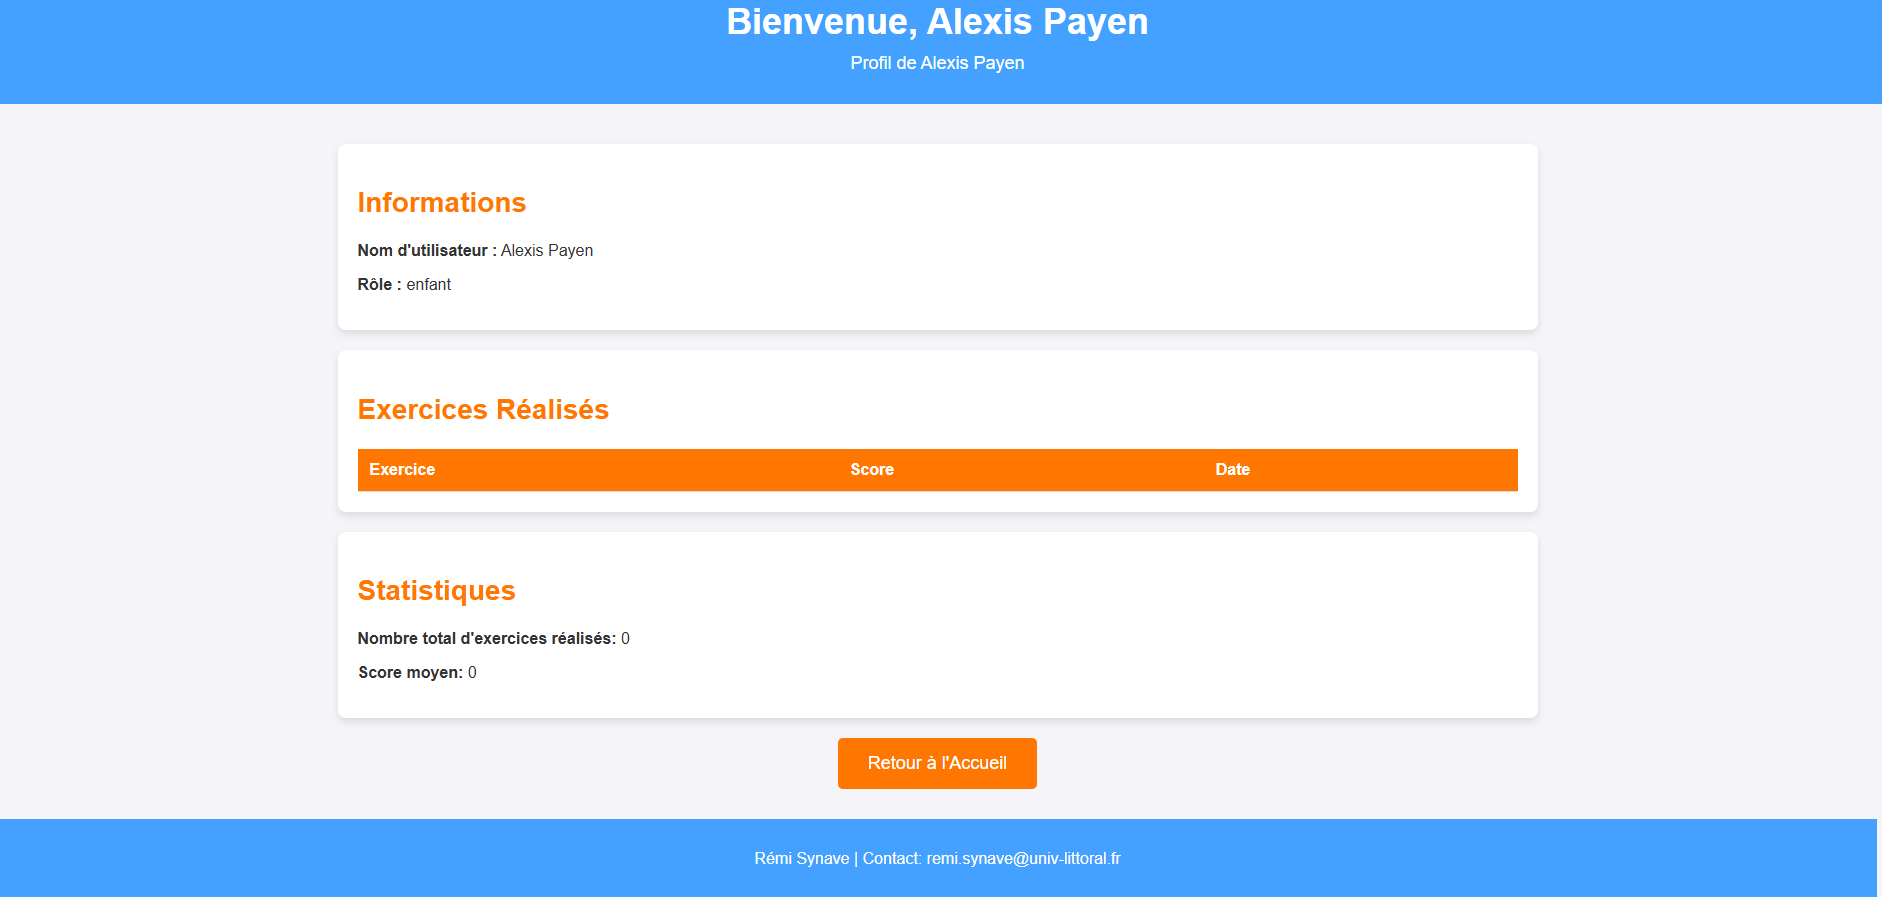 Bienvenue, Alexis Payen
Profil de Alexis Payen
Informations
Nom d'utilisateur : Alexis Payen
Rôle : enfant
Exercices Réalisés
Exercice Score Date
Statistiques
Nombre total d'exercices réalisés: 0
Score moyen: 0
Retour à l'Accueil
Rémi Synave | Contact: remi.synave@univ-littoral.fr